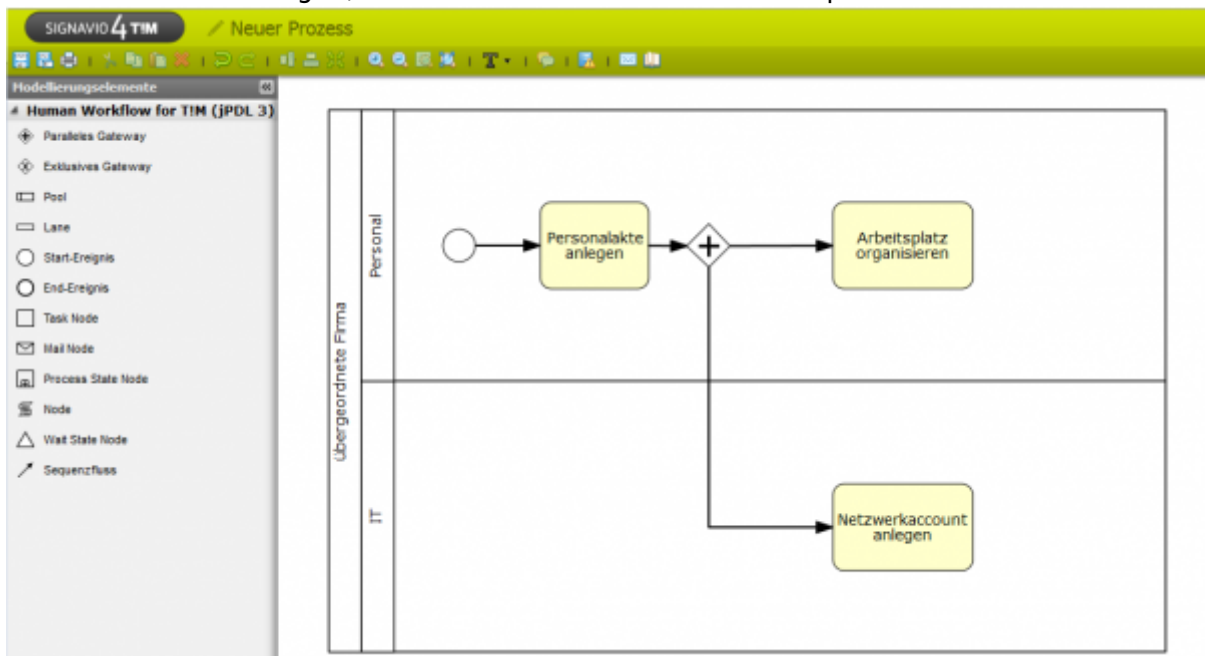 SIGNAVIO 4 T!M
Neuer Prozess
Modellierungselemente
Human Workflow for T!M (jPDL 3)
Paralleles Gateway
Exklusives Gateway
Pool
Lane
Start-Ereignis
End-Ereignis
Task Node
Mail Node
Process State Node
Node
Wait State Node
Sequenzfluss
Übergeordnete Firma
Personal
Personalakte
anlegen
Arbeitsplatz
organisieren
IT
Netzwerkaccount
anlegen